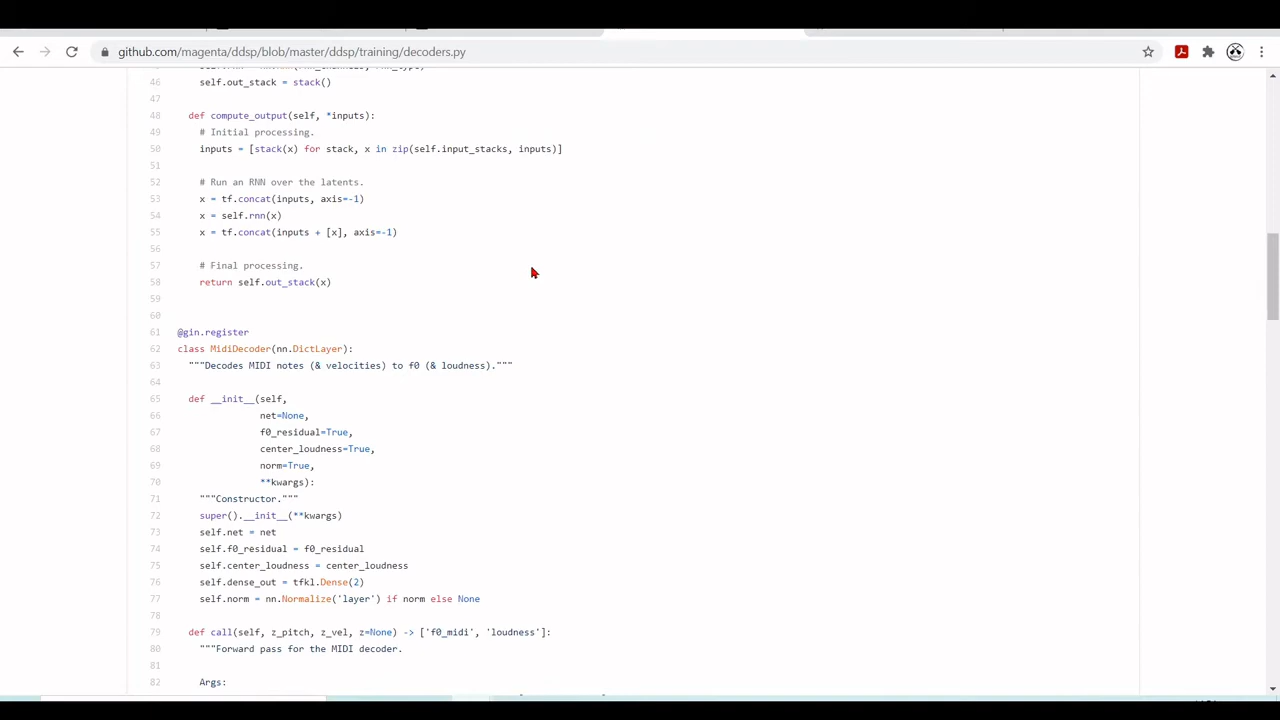 github.com/magenta/ddsp/blob/master/ddsp/training/decoders.py
46 self.out_stack = stack()
47
48 def compute_output(self, *inputs):
49 # Initial processing.
50 inputs = [stack(x) for stack, x in zip(self.input_stacks, inputs)]
51
52 # Run an RNN over the latents.
53 x = tf.concat(inputs, axis=-1)
54 x = self.rnn(x)
55 x = tf.concat(inputs + [x], axis=-1)
56
57 # Final processing.
58 return self.out_stack(x)
59
60
61 @gin.register
62 class MidiDecoder(nn.DictLayer):
63 """Decodes MIDI notes (& velocities) to f0 (& loudness)."""
64
65 def __init__(self,
66 net=None,
67 f0_residual=True,
68 center_loudness=True,
69 norm=True,
70 **kwargs):
71 """Constructor."""
72 super().__init__(**kwargs)
73 self.net = net
74 self.f0_residual = f0_residual
75 self.center_loudness = center_loudness
76 self.dense_out = tfkl.Dense(2)
77 self.norm = nn.Normalize('layer') if norm else None
78
79 def call(self, z_pitch, z_vel, z=None) -> ['f0_midi', 'loudness']:
80 """Forward pass for the MIDI decoder.
81
82 Args: